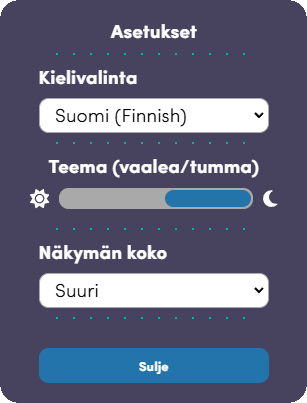 Asetukset
Kielivalinta
Suomi (Finnish)
Teema (vaalea/tumma)
Näkymän koko
Suuri
Sulje